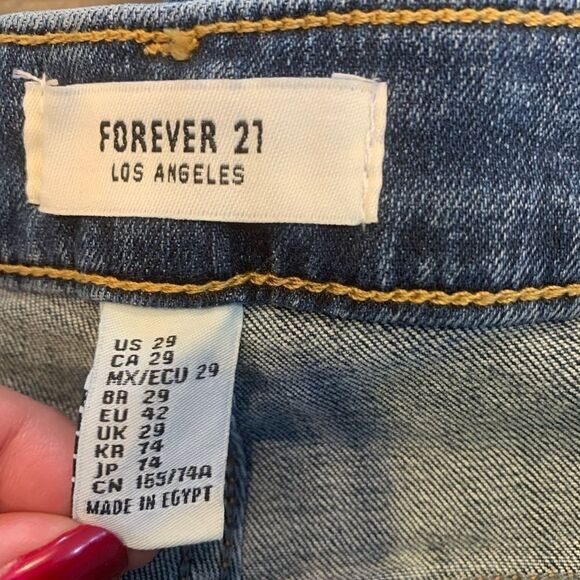 FOREVER 21
LOS ANGELES
US 29
CA 29
MX/ECU 29
BR 29
EU 42
UK 29
KR 74
JP 74
CN 165/74A
MADE IN EGYPT